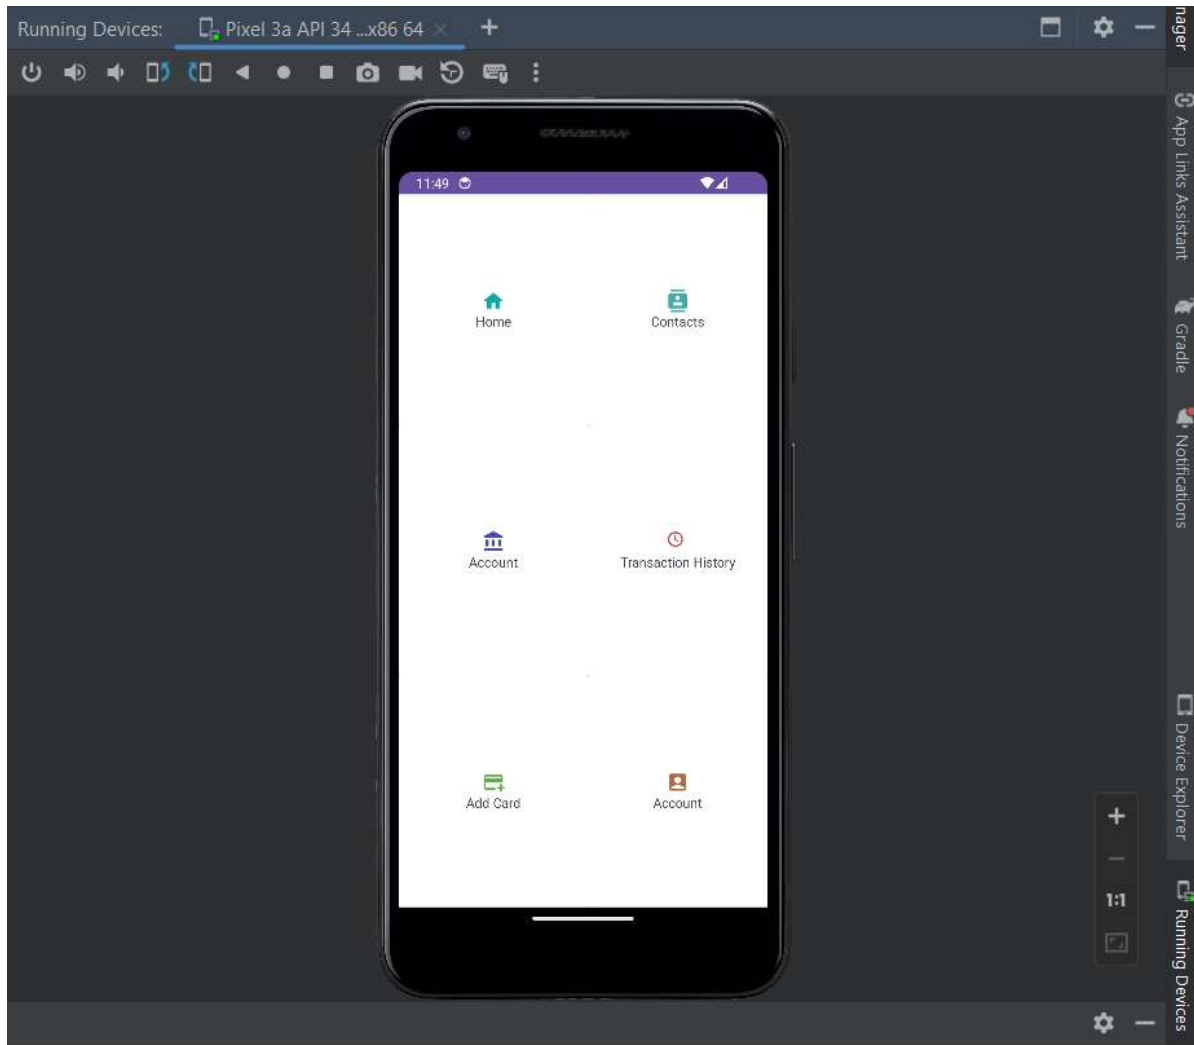 Running Devices: Pixel 3a API 34 ...x86 64
11:49
Home Contacts
Account Transaction History
Add Card Account
1:1
nager
App Links Assistant
Gradle
Notifications
Device Explorer
Running Devices